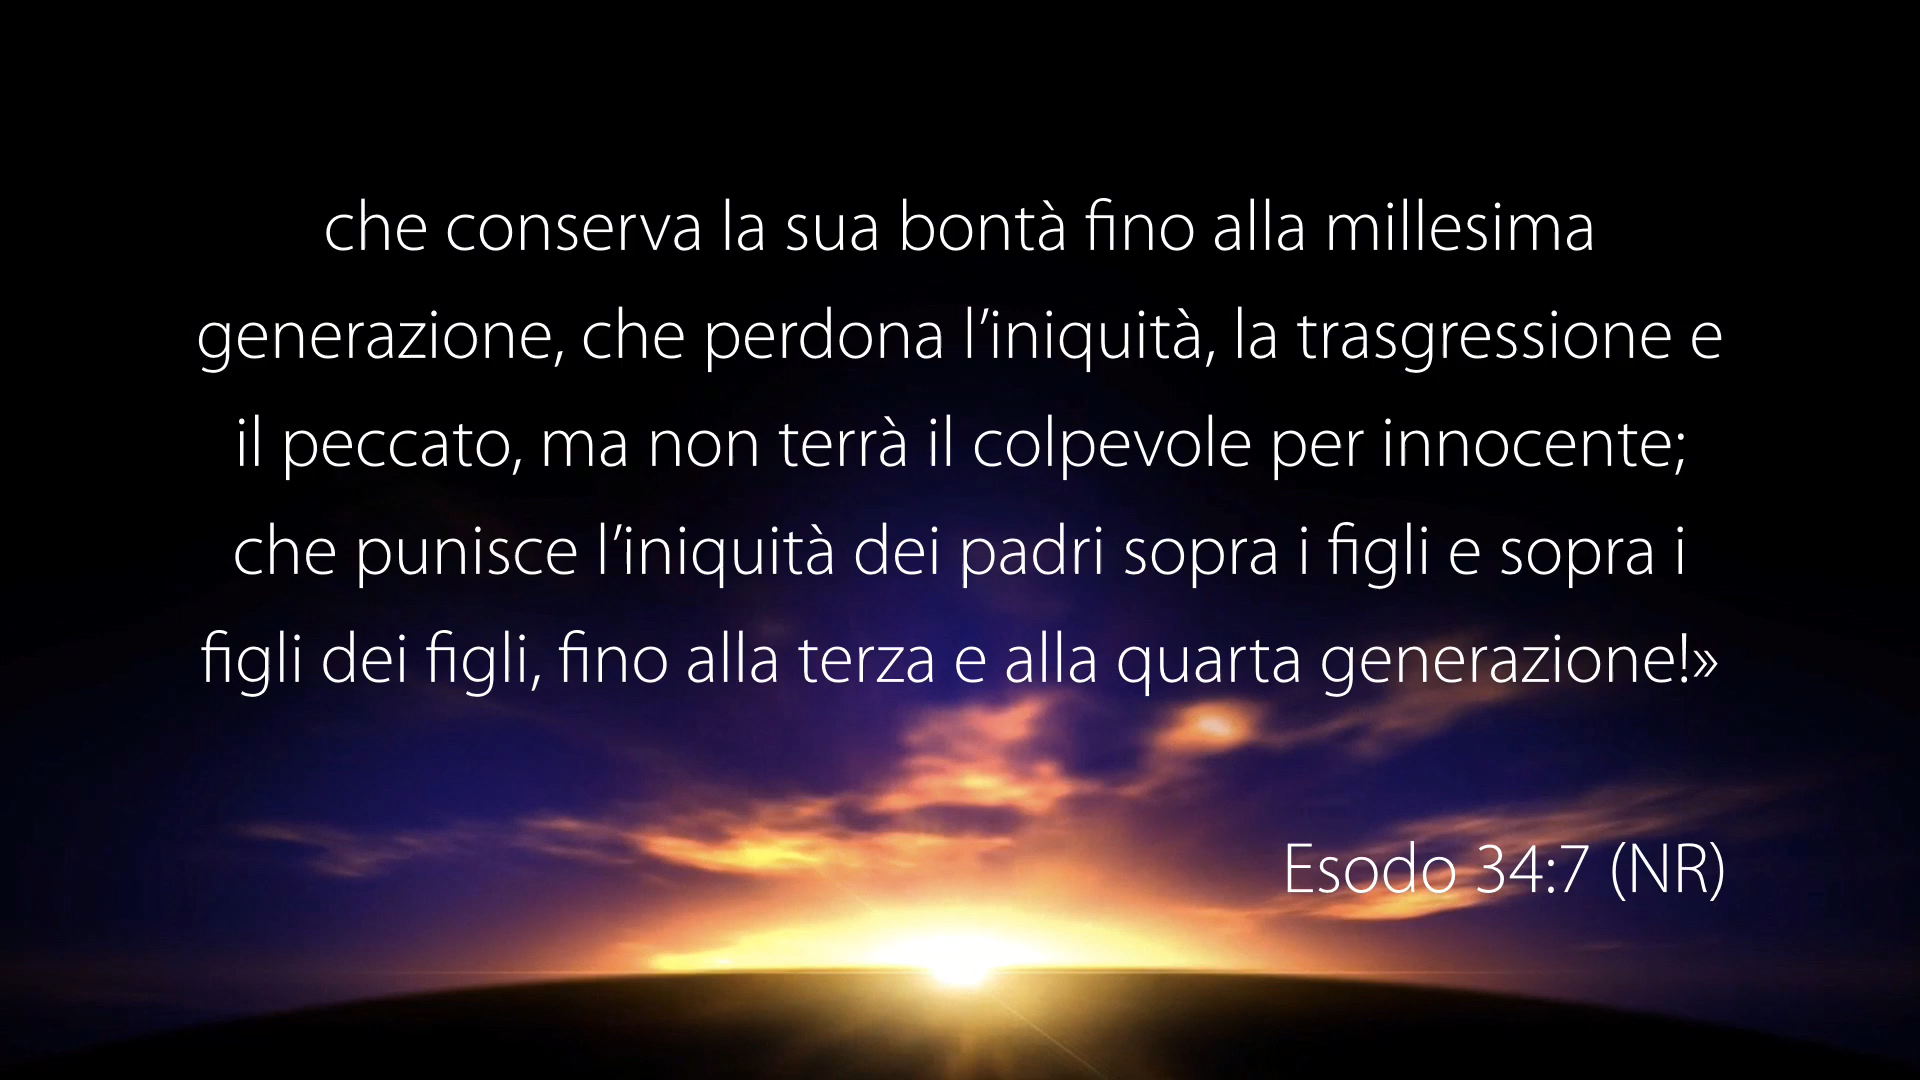 che conserva la sua bontà fino alla millesima
generazione, che perdona l’iniquità, la trasgressione e
il peccato, ma non terrà il colpevole per innocente;
che punisce l’iniquità dei padri sopra i figli e sopra i
figli dei figli, fino alla terza e alla quarta generazione!»
Esodo 34:7 (NR)